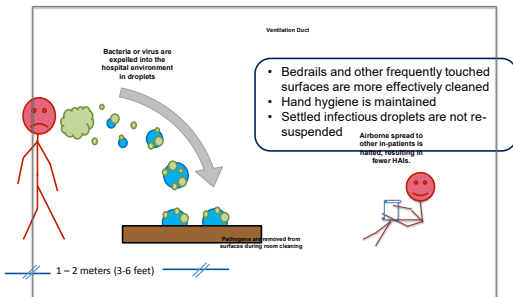 Ventilation Duct
Bacteria or virus are
expelled into the
hospital environment
in droplets
• Bedrails and other frequently touched
surfaces are more effectively cleaned
• Hand hygiene is maintained
• Settled infectious droplets are not re-
suspended
Airborne spread to
other in-patients is
halted, resulting in
fewer HAIs.
Pathogens are removed from
surfaces during room cleaning
1 – 2 meters (3-6 feet)